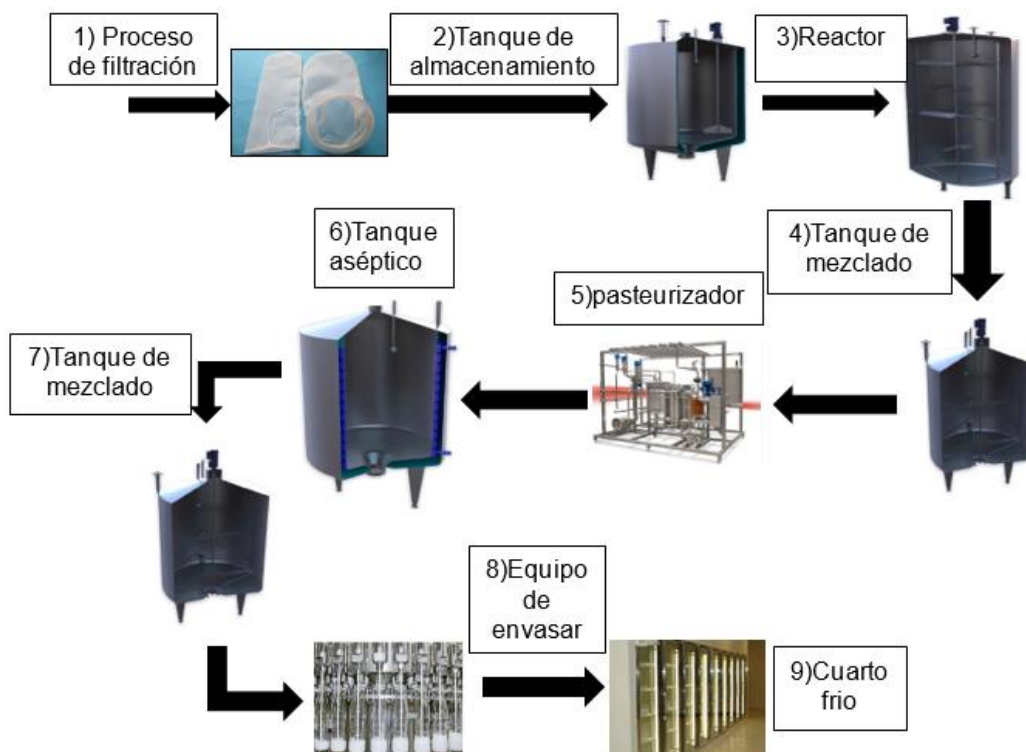 1) Proceso
de filtración
2)Tanque de
almacenamiento
3)Reactor
4)Tanque de
mezclado
5)pasteurizador
6)Tanque
aséptico
7)Tanque de
mezclado
8)Equipo
de
envasar
9)Cuarto
frio